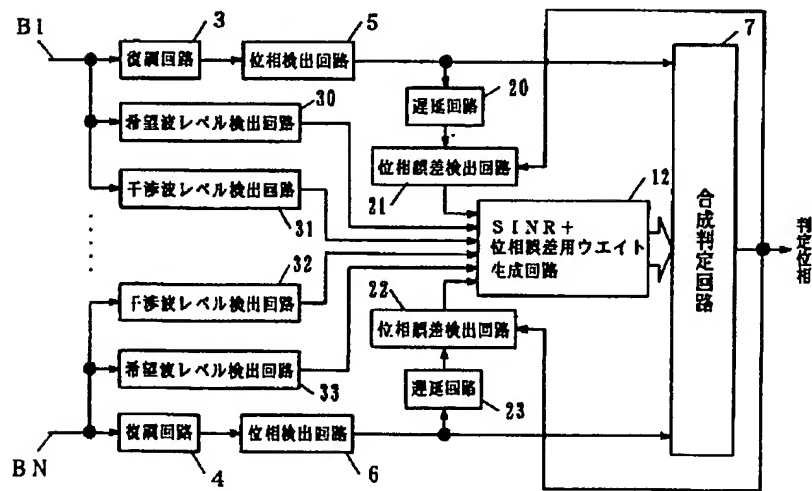 B1
3
復調回路
5
位相検出回路
7
20
遅延回路
30
希望波レベル検出回路
位相誤差検出回路
21
12
干渉波レベル検出回路
31
SINR+
位相誤差用ウエイト
生成回路
合成判定回路
判定位相
32
干渉波レベル検出回路
22
位相誤差検出回路
希望波レベル検出回路
33
遅延回路
23
BN
復調回路
4
位相検出回路
6